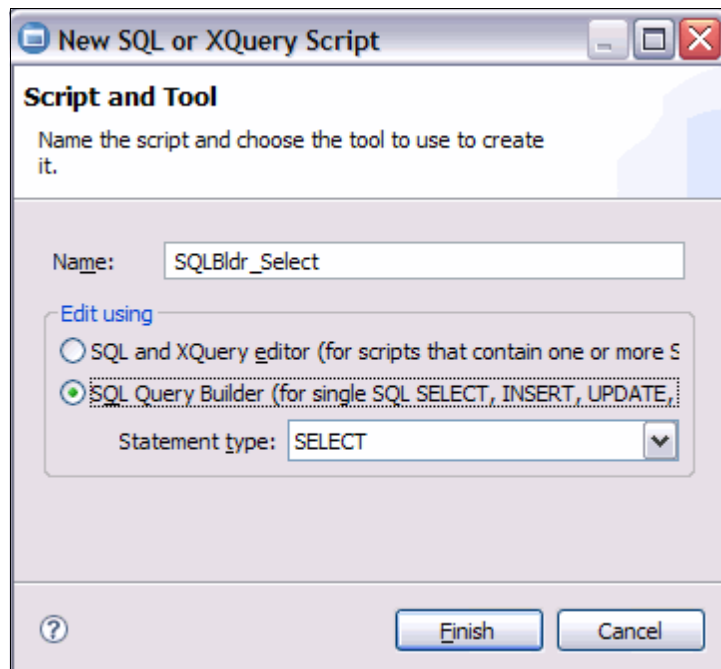 New SQL or XQuery Script
Script and Tool
Name the script and choose the tool to use to create
it.
Name: SQLBldr_Select
Edit using
SQL and XQuery editor (for scripts that contain one or more S
SQL Query Builder (for single SQL SELECT, INSERT, UPDATE,
Statement type: SELECT
? Finish Cancel